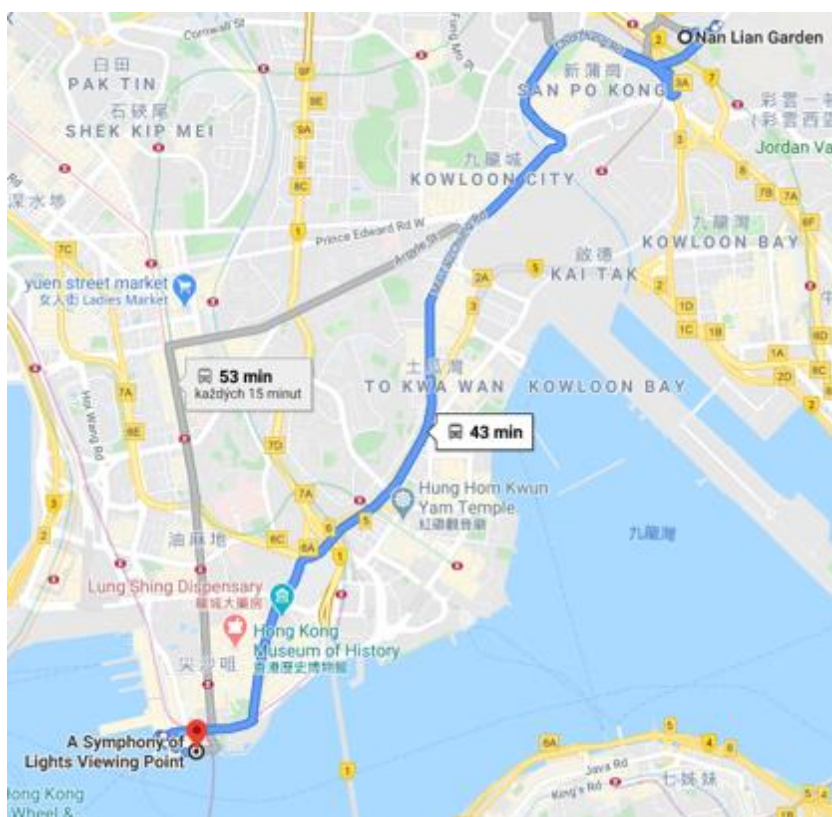 Cornwall St
白田
PAK TIN
石硤尾
SHEK KIP MEI
Nan Lian Garden
新蒲崗
SAN PO KONG
Jordan Va
九龍城
KOWLOON CITY
九龍灣
KOWLOON BAY
Prince Edward Rd W
Argyle St
啟德
KAI TAK
yuen street market
女人街 Ladies Market
53 min
každých 15 minut
土瓜灣
TO KWA WAN
KOWLOON BAY
43 min
Hoi Wang Rd
Hung Hom Kwun
Yam Temple
紅磡觀音廟
油麻地
九龍灣
Lung Shing Dispensary
龍城大藥房
Hong Kong
Museum of History
香港歷史博物館
尖沙咀
A Symphony of
Lights Viewing Point
Java Rd
King's Rd
七姊妹
Hong Kong
Wheel &